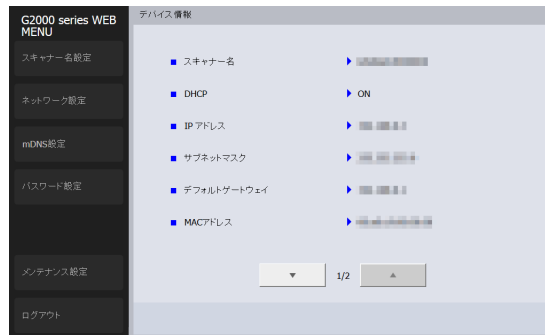 G2000 series WEB
MENU
スキャナー名設定
ネットワーク設定
mDNS設定
パスワード設定
メンテナンス設定
ログアウト
デバイス情報
スキャナー名
DHCP
ON
IPアドレス
サブネットマスク
デフォルトゲートウェイ
MACアドレス
▼ 1/2 ▲